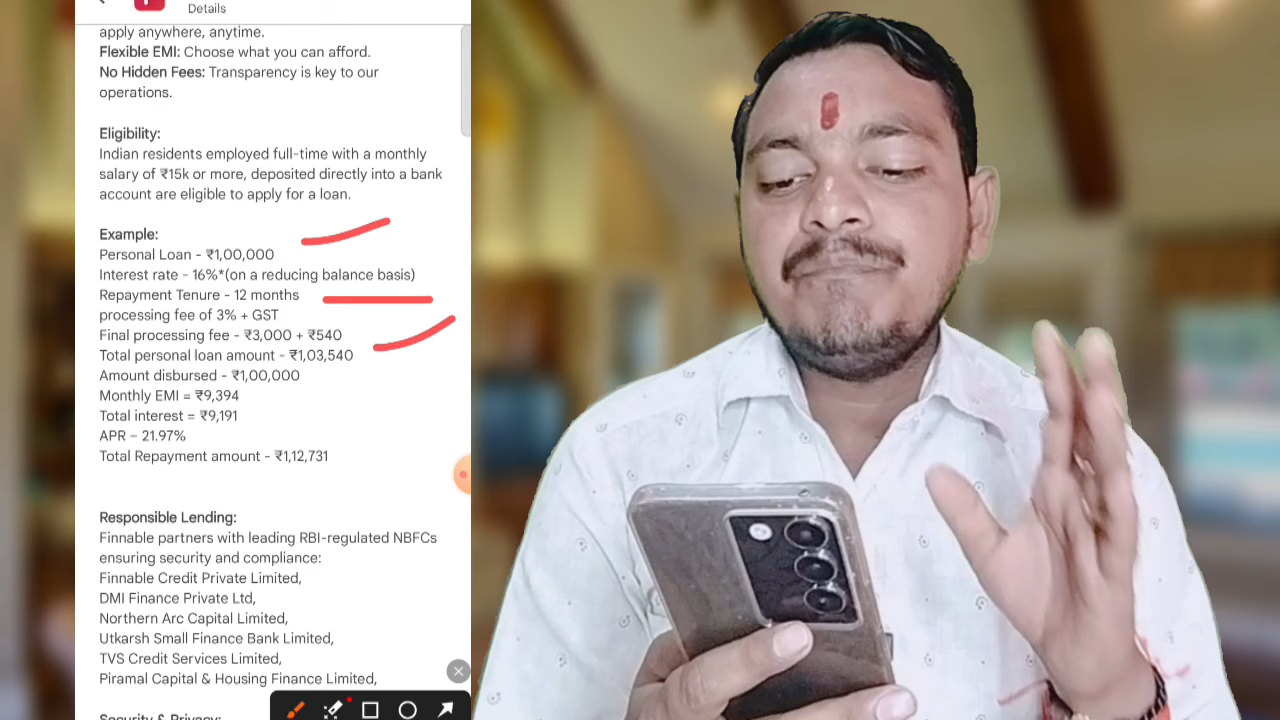 Details
apply anywhere, anytime.
Flexible EMI: Choose what you can afford.
No Hidden Fees: Transparency is key to our
operations.
Eligibility:
Indian residents employed full-time with a monthly
salary of ₹15k or more, deposited directly into a bank
account are eligible to apply for a loan.
Example:
Personal Loan - ₹1,00,000
Interest rate - 16%*(on a reducing balance basis)
Repayment Tenure - 12 months
processing fee of 3% + GST
Final processing fee - ₹3,000 + ₹540
Total personal loan amount - ₹1,03,540
Amount disbursed - ₹1,00,000
Monthly EMI = ₹9,394
Total interest = ₹9,191
APR – 21.97%
Total Repayment amount - ₹1,12,731
Responsible Lending:
Finnable partners with leading RBI-regulated NBFCs
ensuring security and compliance:
Finnable Credit Private Limited,
DMI Finance Private Ltd,
Northern Arc Capital Limited,
Utkarsh Small Finance Bank Limited,
TVS Credit Services Limited,
Piramal Capital & Housing Finance Limited,
Security & Privacy: